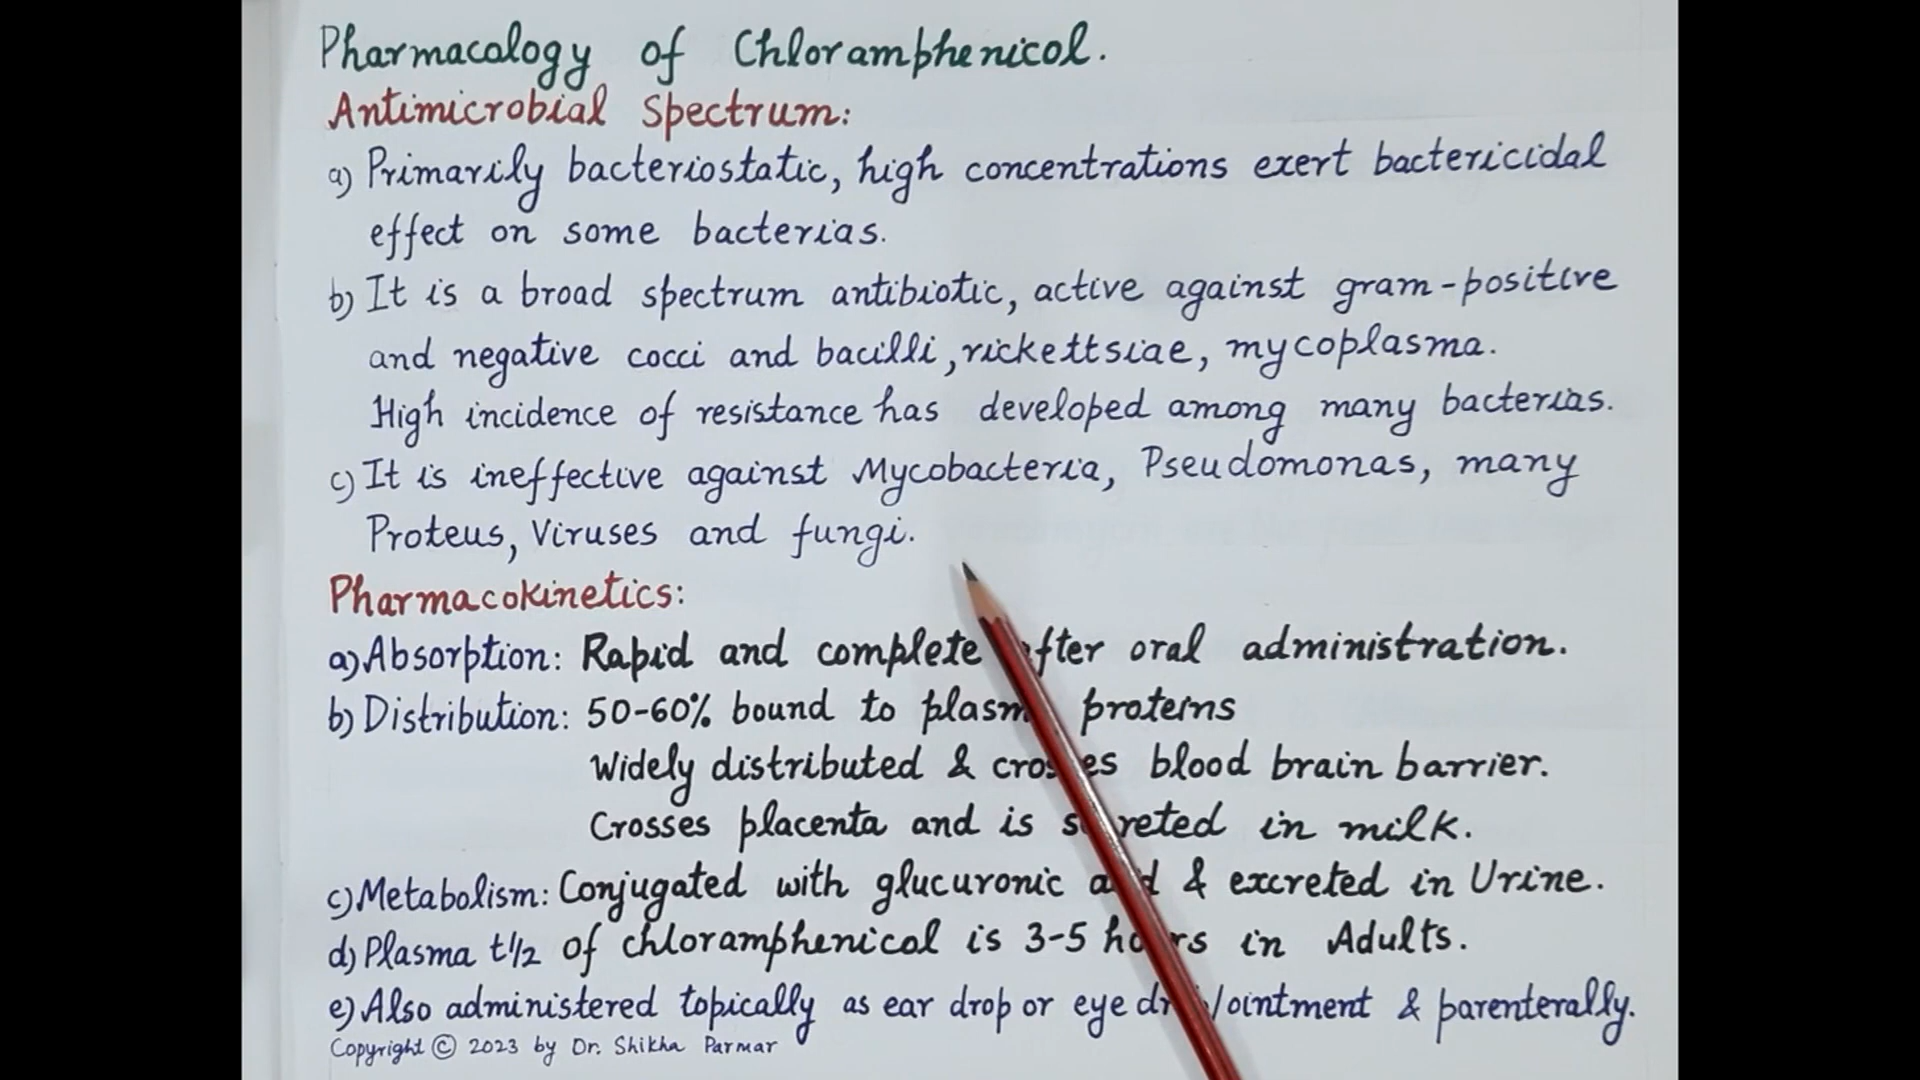 Pharmacology of Chloramphenicol.
Antimicrobial Spectrum:
a) Primarily bacteriostatic, high concentrations exert bactericidal
effect on some bacterias.
b) It is a broad spectrum antibiotic, active against gram-positive
and negative cocci and bacilli, rickettsiae, mycoplasma.
High incidence of resistance has developed among many bacterias.
c) It is ineffective against Mycobacteria, Pseudomonas, many
Proteus, Viruses and fungi.
Pharmacokinetics:
a) Absorption: Rapid and complete after oral administration.
b) Distribution: 50-60% bound to plasma proteins
Widely distributed & crosses blood brain barrier.
Crosses placenta and is secreted in milk.
c) Metabolism: Conjugated with glucuronic acid & excreted in Urine.
d) Plasma t1/2 of chloramphenicol is 3-5 hours in Adults.
e) Also administered topically as ear drop or eye drop/ointment & parenterally.
Copyright © 2023 by Dr. Shikha Parmar